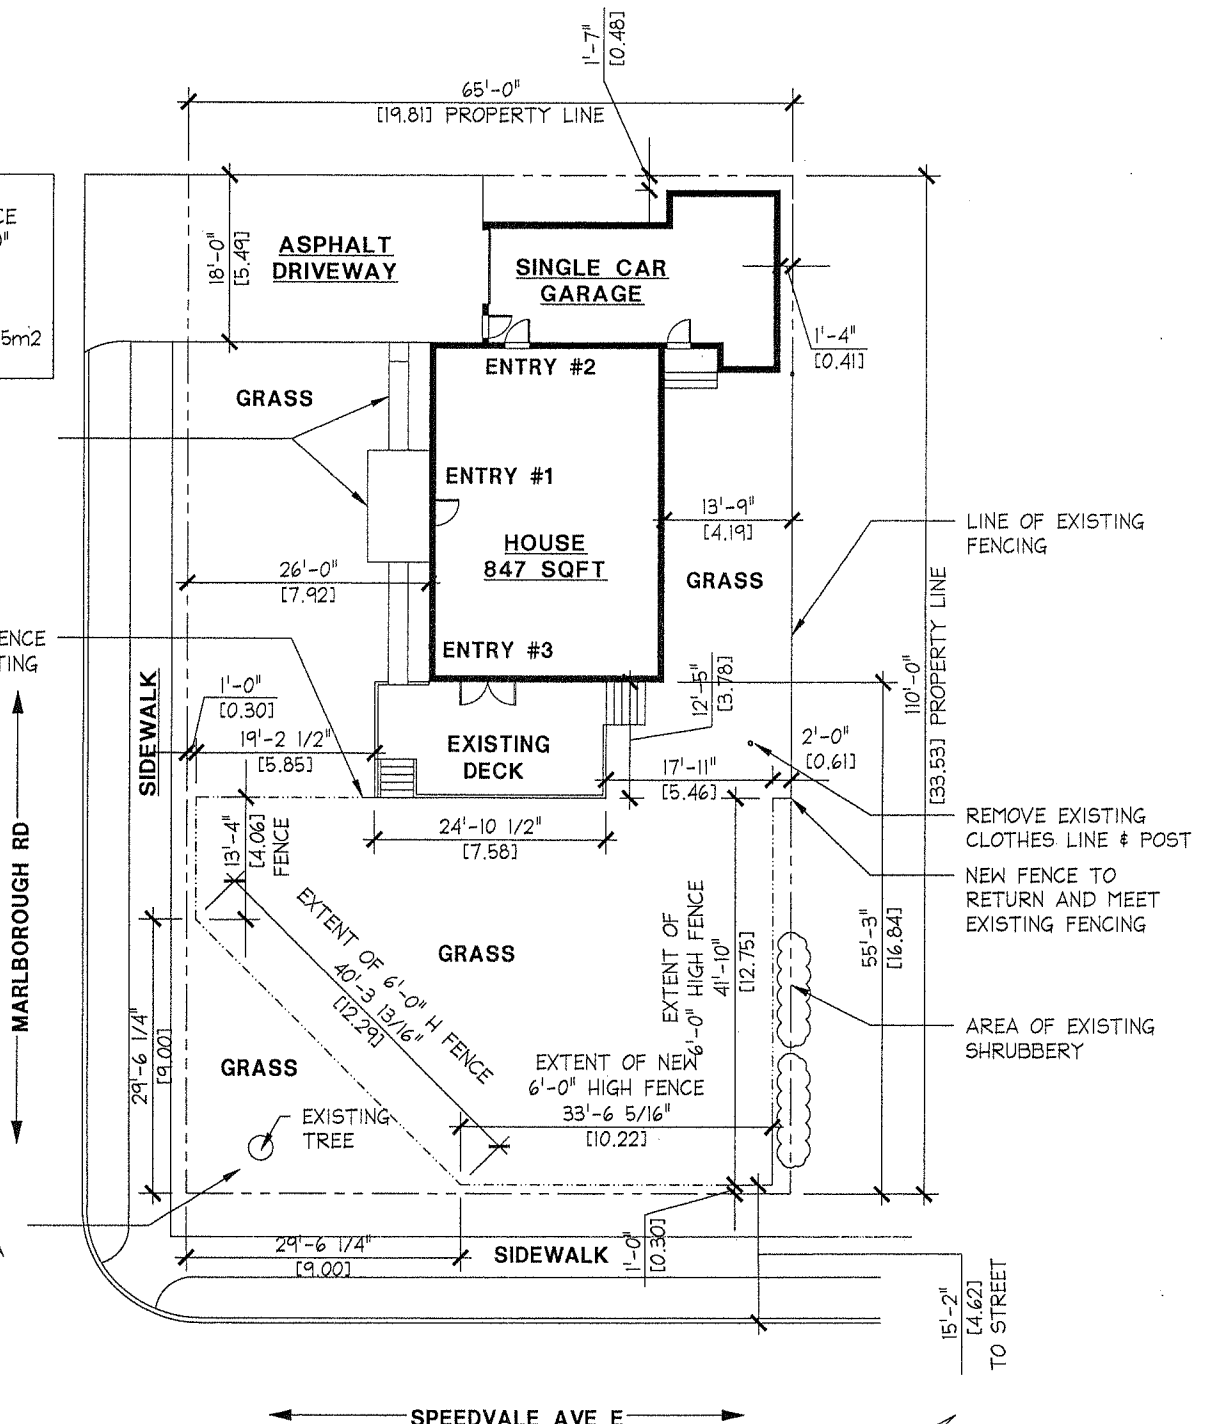 1'-7"
[0.48]
65'-0"
[19.81] PROPERTY LINE
CE
5m2
18'-0"
[5.49]
ASPHALT
DRIVEWAY
SINGLE CAR
GARAGE
1'-4"
[0.41]
ENTRY #2
GRASS
ENTRY #1
HOUSE
847 SQFT
13'-9"
[4.19]
GRASS
LINE OF EXISTING
FENCING
26'-0"
[7.92]
ENTRY #3
ENCE
TING
110'-0"
[33.53] PROPERTY LINE
12'-5"
[3.78]
SIDEWALK
1'-0"
[0.30]
19'-2 1/2"
[5.85]
EXISTING
DECK
2'-0"
[0.61]
17'-11"
[5.46]
REMOVE EXISTING
CLOTHES LINE & POST
13'-4"
[4.06]
FENCE
24'-10 1/2"
[7.58]
NEW FENCE TO
RETURN AND MEET
EXISTING FENCING
MARLBOROUGH RD
EXTENT OF 6'-0" H FENCE
40'-3 13/16"
[12.29]
GRASS
EXTENT OF
6'-0" HIGH FENCE
41'-10"
[12.75]
55'-3"
[16.84]
AREA OF EXISTING
SHRUBBERY
29'-6 1/4"
[9.00]
GRASS
EXTENT OF NEW
6'-0" HIGH FENCE
33'-6 5/16"
[10.22]
EXISTING
TREE
29'-6 1/4"
[9.00]
SIDEWALK
1'-0"
[0.30]
15'-2"
[4.62]
TO STREET
SPEEDVALE AVE E